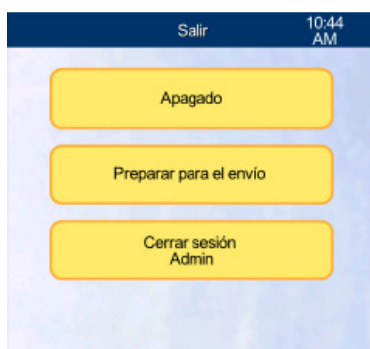 Salir
10:44
AM
Apagado
Preparar para el envío
Cerrar sesión
Admin